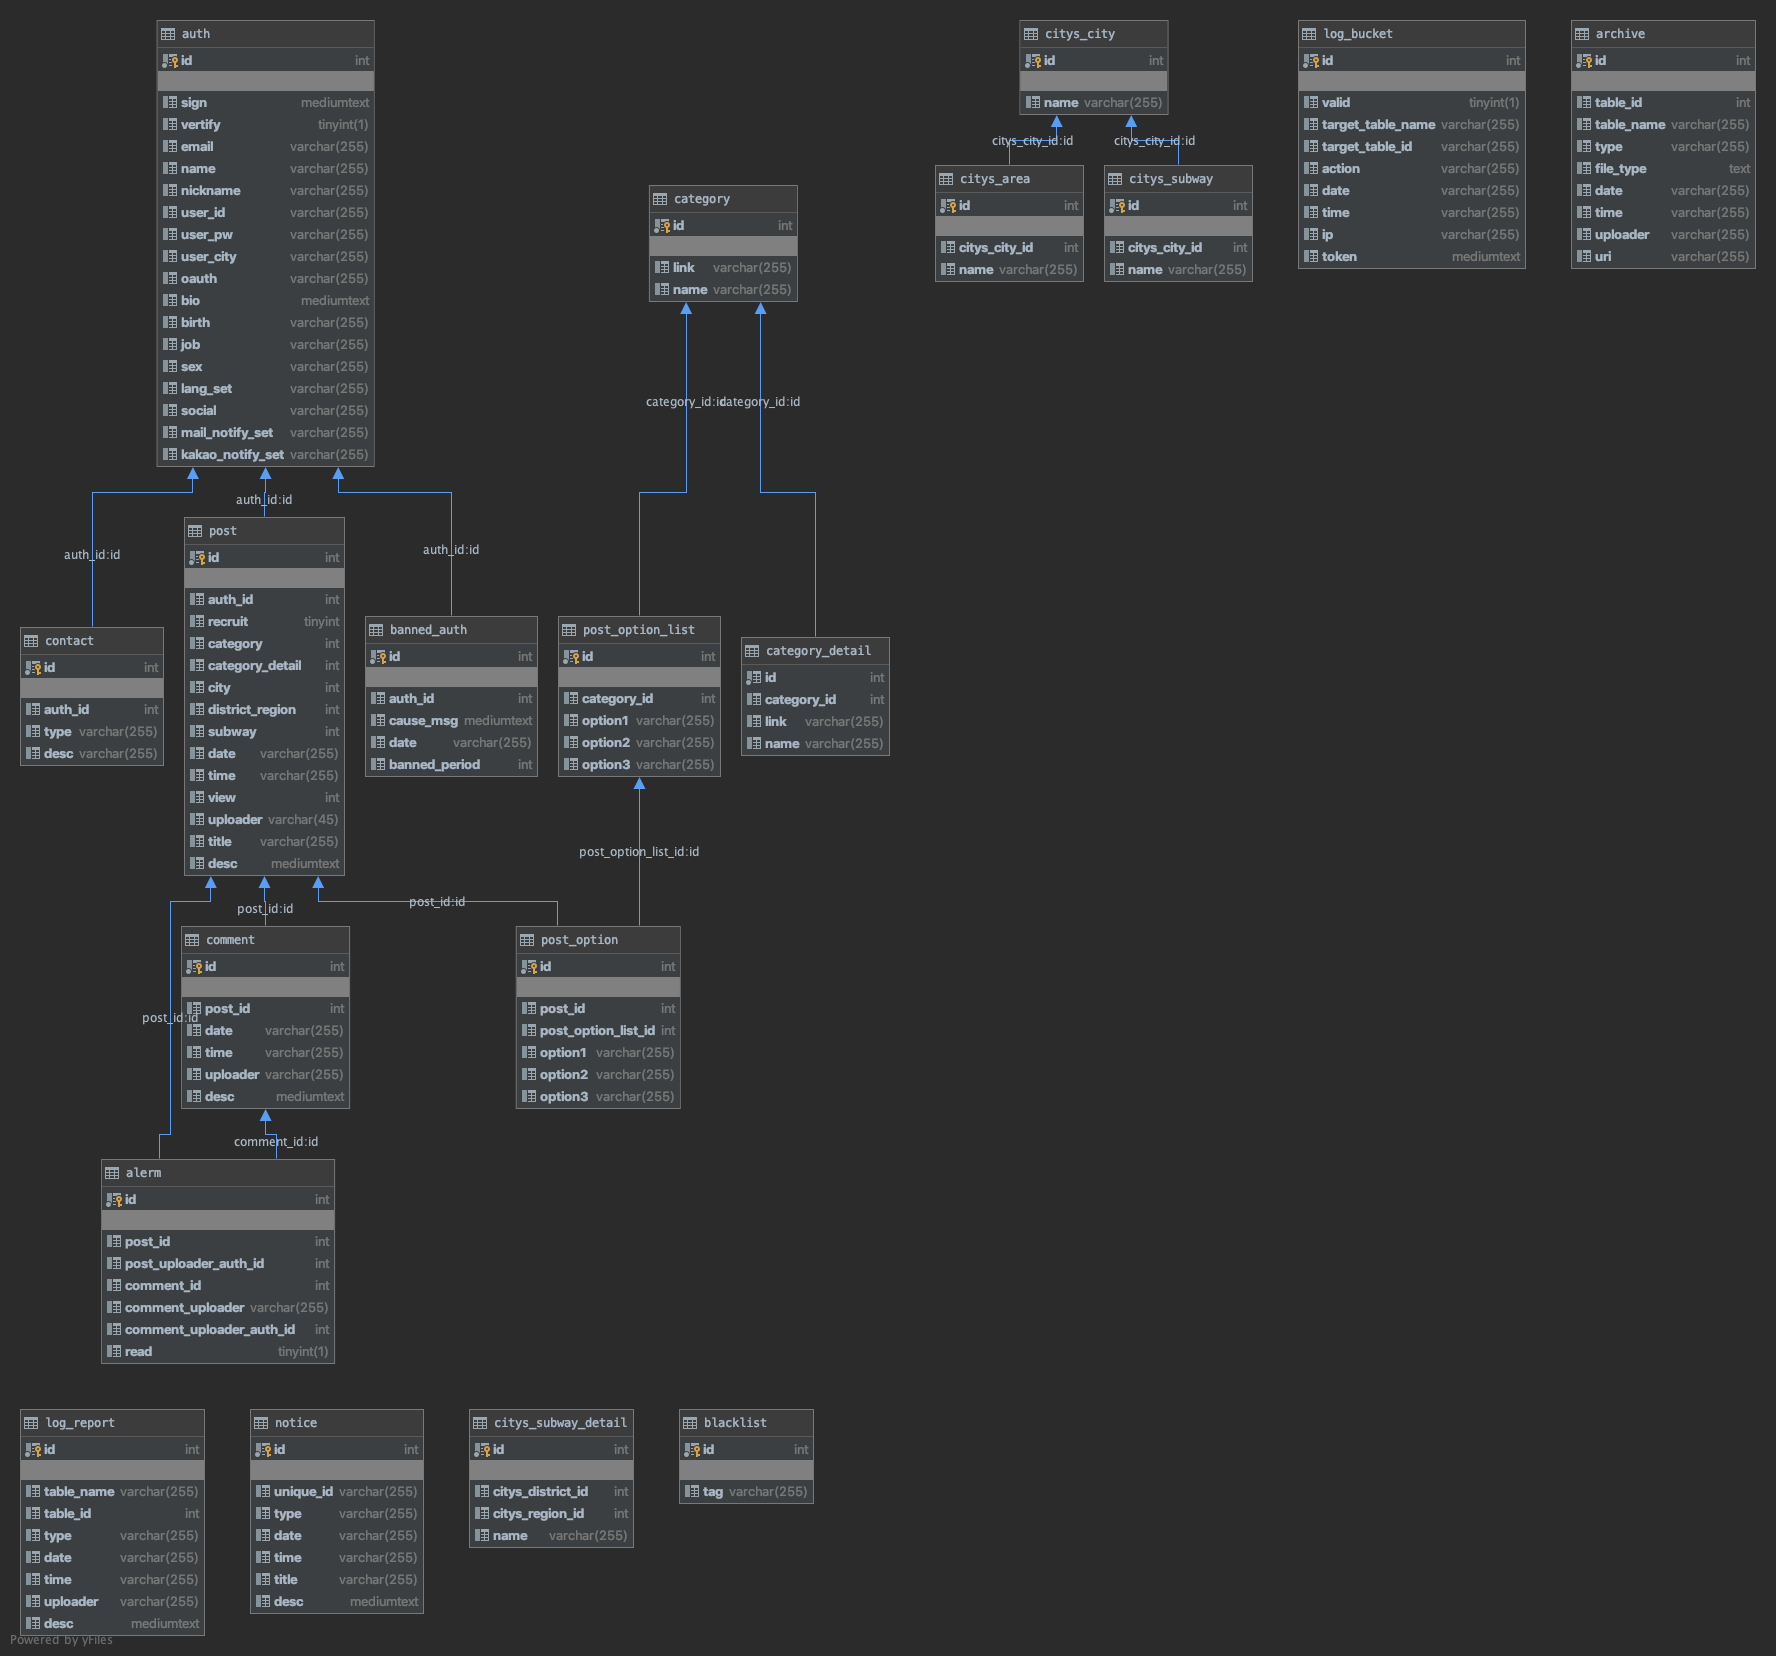 auth
id int
sign mediumtext
vertify tinyint(1)
email varchar(255)
name varchar(255)
nickname varchar(255)
user_id varchar(255)
user_pw varchar(255)
user_city varchar(255)
oauth varchar(255)
bio mediumtext
birth varchar(255)
job varchar(255)
sex varchar(255)
lang_set varchar(255)
social varchar(255)
mail_notify_set varchar(255)
kakao_notify_set varchar(255)
category
id int
link varchar(255)
name varchar(255)
citys_city
id int
name varchar(255)
citys_city_id:id
citys_city_id:id
citys_area
id int
citys_city_id int
name varchar(255)
citys_subway
id int
citys_city_id int
name varchar(255)
log_bucket
id int
valid tinyint(1)
target_table_name varchar(255)
target_table_id varchar(255)
action varchar(255)
date varchar(255)
time varchar(255)
ip varchar(255)
token mediumtext
archive
id int
table_id int
table_name varchar(255)
type varchar(255)
file_type text
date varchar(255)
time varchar(255)
uploader varchar(255)
uri varchar(255)
category_id:id
category_id:id
auth_id:id
auth_id:id
auth_id:id
contact
id int
auth_id int
type varchar(255)
desc varchar(255)
post
id int
auth_id int
recruit tinyint
category int
category_detail int
city int
district_region int
subway int
date varchar(255)
time varchar(255)
view int
uploader varchar(45)
title varchar(255)
desc mediumtext
banned_auth
id int
auth_id int
cause_msg mediumtext
date varchar(255)
banned_period int
post_option_list
id int
category_id int
option1 varchar(255)
option2 varchar(255)
option3 varchar(255)
category_detail
id int
category_id int
link varchar(255)
name varchar(255)
post_option_list_id:id
post_id:id
post_id:id
post_id:id
comment
id int
post_id int
date varchar(255)
time varchar(255)
uploader varchar(255)
desc mediumtext
post_option
id int
post_id int
post_option_list_id int
option1 varchar(255)
option2 varchar(255)
option3 varchar(255)
comment_id:id
alerm
id int
post_id int
post_uploader_auth_id int
comment_id int
comment_uploader varchar(255)
comment_uploader_auth_id int
read tinyint(1)
log_report
id int
table_name varchar(255)
table_id int
type varchar(255)
date varchar(255)
time varchar(255)
uploader varchar(255)
desc mediumtext
notice
id int
unique_id varchar(255)
type varchar(255)
date varchar(255)
time varchar(255)
title varchar(255)
desc mediumtext
citys_subway_detail
id int
citys_district_id int
citys_region_id int
name varchar(255)
blacklist
id int
tag varchar(255)
Powered by yFiles